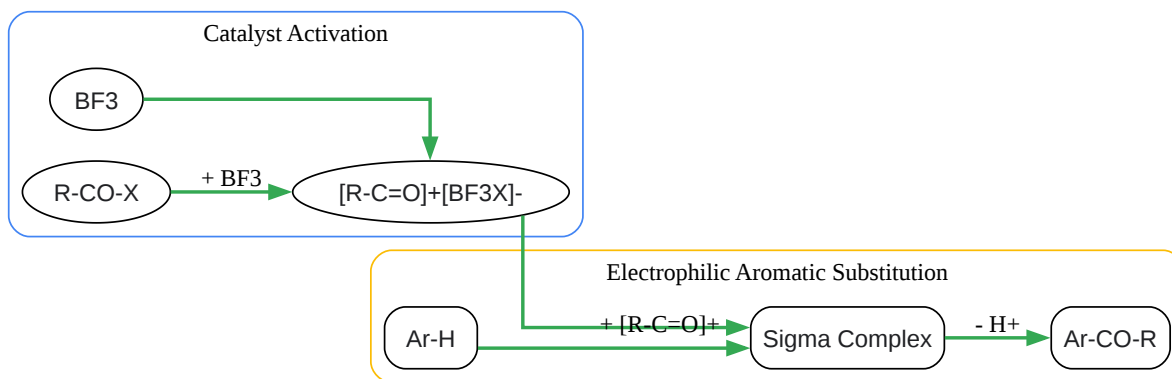 Catalyst Activation
BF3
R-CO-X
+ BF3
[R-C=O]+[BF3X]-
Electrophilic Aromatic Substitution
Ar-H
+ [R-C=O]+
Sigma Complex
- H+
Ar-CO-R